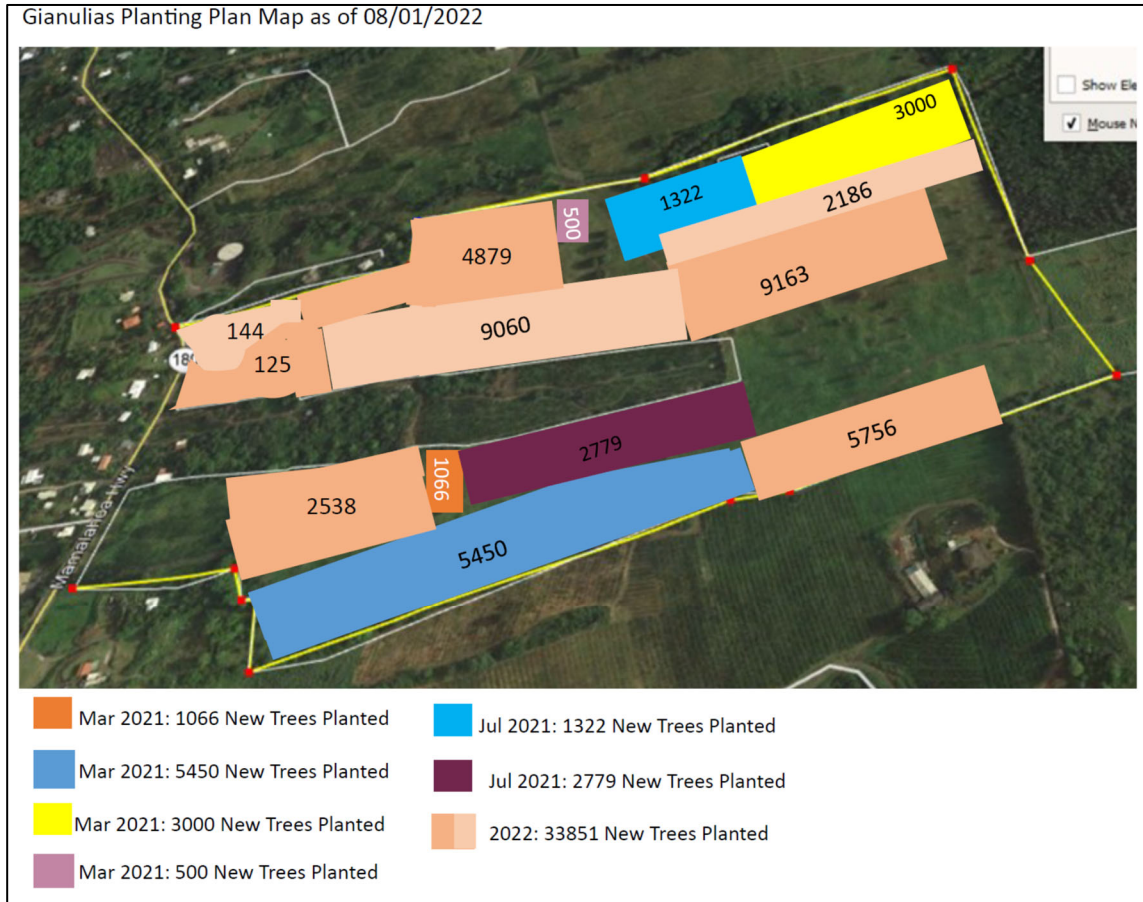 Gianulias Planting Plan Map as of 08/01/2022
Show Ele
Mouse N
3000
1322
2186
500
4879
9163
9060
144
18
125
5756
2779
1066
2538
5450
Mamalahoa Hwy
Mar 2021: 1066 New Trees Planted
Mar 2021: 5450 New Trees Planted
Mar 2021: 3000 New Trees Planted
Mar 2021: 500 New Trees Planted
Jul 2021: 1322 New Trees Planted
Jul 2021: 2779 New Trees Planted
2022: 33851 New Trees Planted